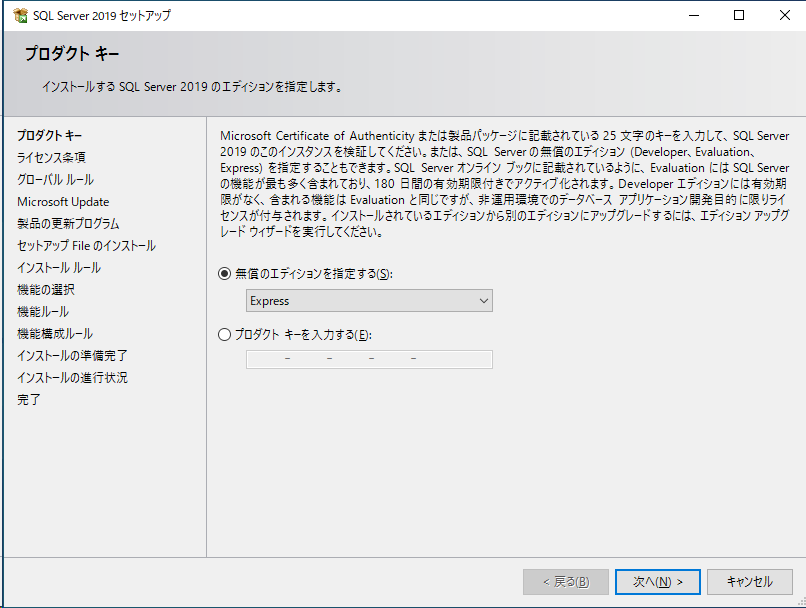 SQL Server 2019 セットアップ
プロダクト キー
インストールする SQL Server 2019 のエディションを指定します。
プロダクト キー
ライセンス条項
グローバル ルール
Microsoft Update
製品の更新プログラム
セットアップ File のインストール
インストール ルール
機能の選択
機能ルール
機能構成ルール
インストールの準備完了
インストールの進行状況
完了
Microsoft Certificate of Authenticity または製品パッケージに記載されている 25 文字のキーを入力して、SQL Server
2019 のこのインスタンスを検証してください。または、SQL Server の無償のエディション (Developer、Evaluation、
Express) を指定することもできます。SQL Server オンライン ブックに記載されているように、Evaluation には SQL Server
の機能が最も多く含まれており、180 日間の有効期限付きでアクティブ化されます。Developer エディションには有効期
限がなく、含まれる機能は Evaluation と同じですが、非運用環境でのデータベース アプリケーション開発目的に限りライ
センスが付与されます。インストールされているエディションから別のエディションにアップグレードするには、エディション アップグ
レード ウィザードを実行してください。
無償のエディションを指定する(S):
Express
プロダクト キーを入力する(E):
- - - -
< 戻る(B)
次へ(N) >
キャンセル